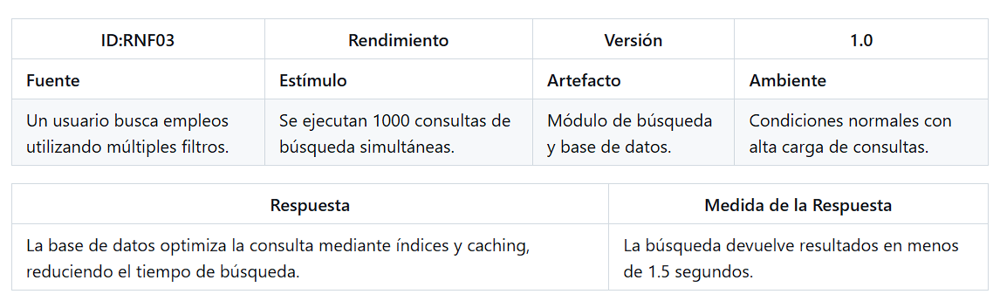 ID:RNF03 Rendimiento Versión 1.0
Fuente Estímulo Artefacto Ambiente
Un usuario busca empleos Se ejecutan 1000 consultas de Módulo de búsqueda Condiciones normales con
utilizando múltiples filtros. búsqueda simultáneas. y base de datos. alta carga de consultas.
Respuesta Medida de la Respuesta
La base de datos optimiza la consulta mediante índices y caching, La búsqueda devuelve resultados en menos
reduciendo el tiempo de búsqueda. de 1.5 segundos.